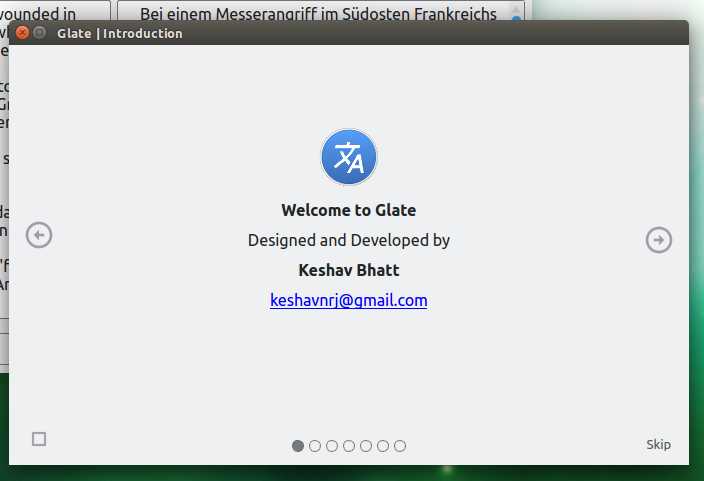 wounded in
Bei einem Messerangriff im Südosten Frankreichs
Glate | Introduction
Welcome to Glate
Designed and Developed by
Keshav Bhatt
keshavnrj@gmail.com
Skip